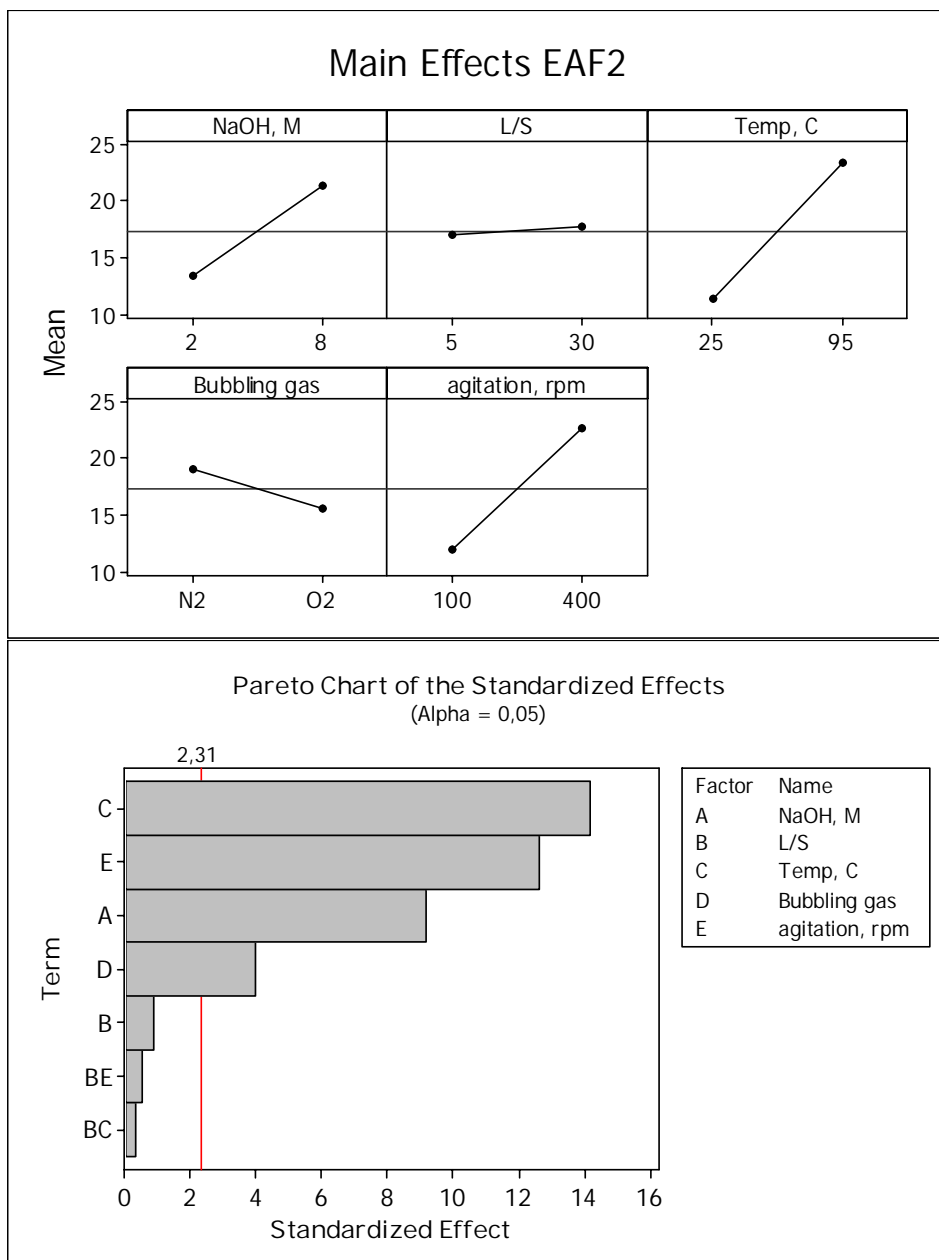 Main Effects EAF2
NaOH, M L/S Temp, C
25
20
15
10
2 8 5 30 25 95
Mean
Bubbling gas agitation, rpm
25
20
15
10
N2 O2 100 400
Pareto Chart of the Standardized Effects
(Alpha = 0,05)
2,31
Term
C
E
A
D
B
BE
BC
0 2 4 6 8 10 12 14 16
Standardized Effect
Factor Name
A NaOH, M
B L/S
C Temp, C
D Bubbling gas
E agitation, rpm